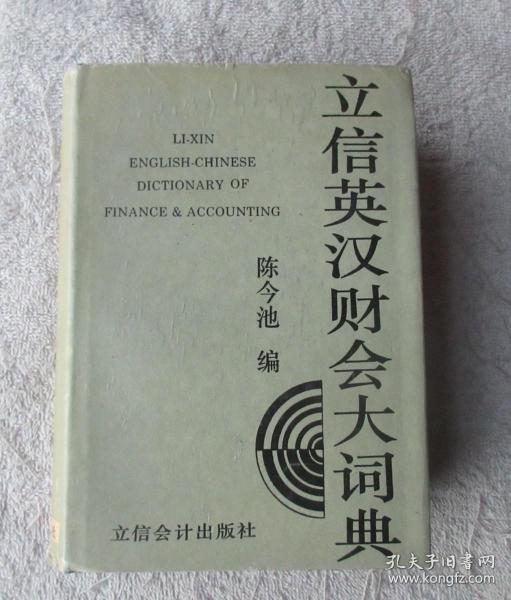 立信英汉财会大词典
LI-XIN
ENGLISH-CHINESE
DICTIONARY OF
FINANCE & ACCOUNTING
陈今池 编
立信会计出版社
孔夫子旧书网
www.kongfz.com